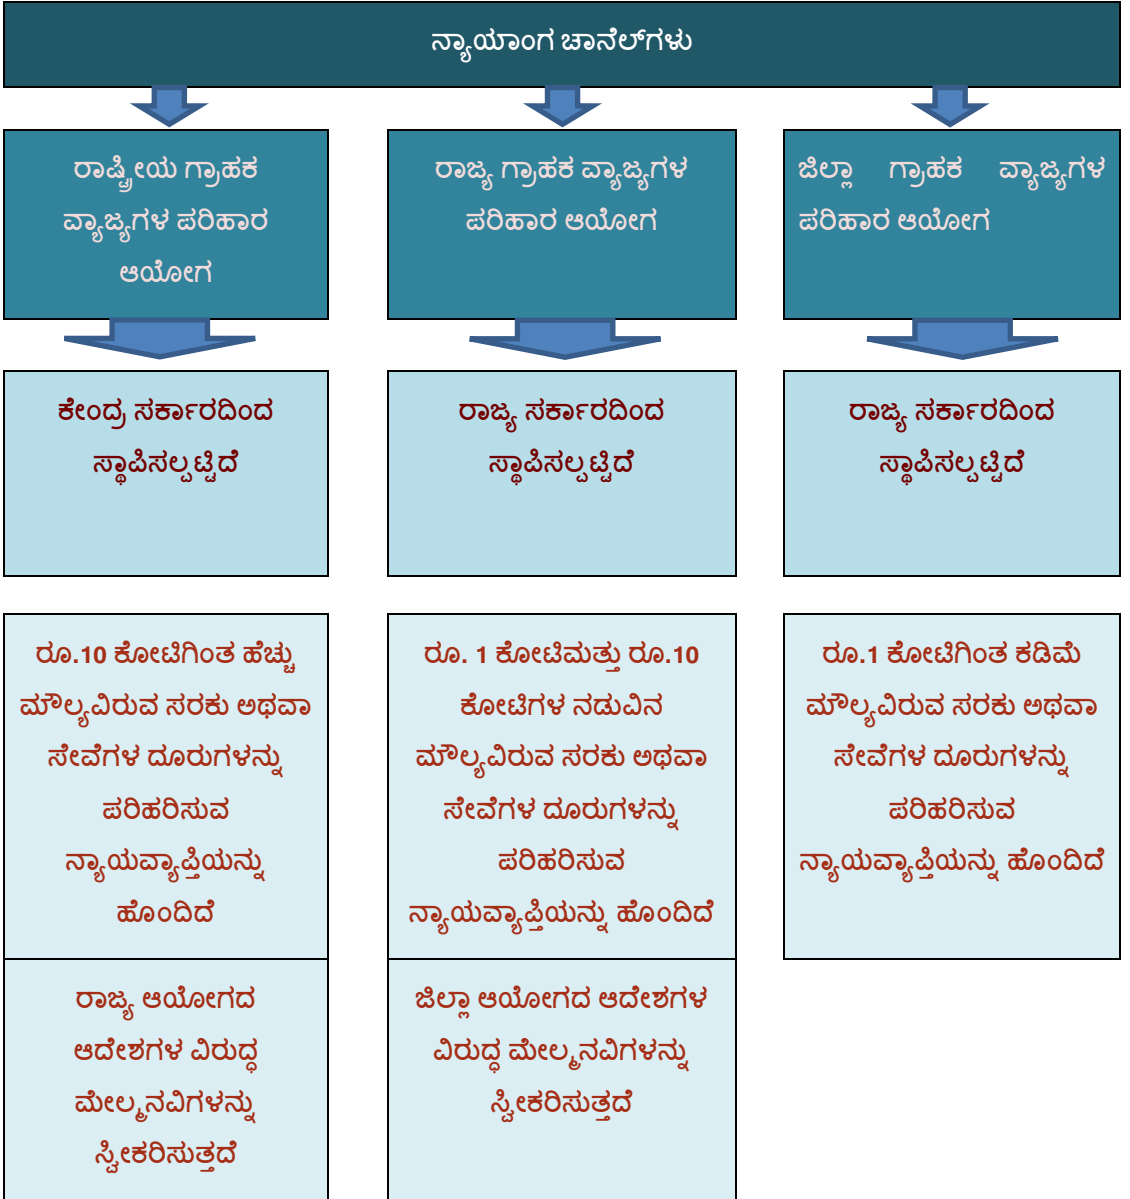 ನ್ಯಾಯಾಂಗ ಚಾನೆಲ್‌ಗಳು
ರಾಷ್ಟ್ರೀಯ ಗ್ರಾಹಕ
ವ್ಯಾಜ್ಯಗಳ ಪರಿಹಾರ
ಆಯೋಗ
ರಾಜ್ಯ ಗ್ರಾಹಕ ವ್ಯಾಜ್ಯಗಳ
ಪರಿಹಾರ ಆಯೋಗ
ಜಿಲ್ಲಾ ಗ್ರಾಹಕ ವ್ಯಾಜ್ಯಗಳ
ಪರಿಹಾರ ಆಯೋಗ
ಕೇಂದ್ರ ಸರ್ಕಾರದಿಂದ
ಸ್ಥಾಪಿಸಲ್ಪಟ್ಟಿದೆ
ರಾಜ್ಯ ಸರ್ಕಾರದಿಂದ
ಸ್ಥಾಪಿಸಲ್ಪಟ್ಟಿದೆ
ರಾಜ್ಯ ಸರ್ಕಾರದಿಂದ
ಸ್ಥಾಪಿಸಲ್ಪಟ್ಟಿದೆ
ರೂ.10 ಕೋಟಿಗಿಂತ ಹೆಚ್ಚು
ಮೌಲ್ಯವಿರುವ ಸರಕು ಅಥವಾ
ಸೇವೆಗಳ ದೂರುಗಳನ್ನು
ಪರಿಹರಿಸುವ
ನ್ಯಾಯವ್ಯಾಪ್ತಿಯನ್ನು
ಹೊಂದಿದೆ
ರೂ. 1 ಕೋಟಿಮತ್ತು ರೂ.10
ಕೋಟಿಗಳ ನಡುವಿನ
ಮೌಲ್ಯವಿರುವ ಸರಕು ಅಥವಾ
ಸೇವೆಗಳ ದೂರುಗಳನ್ನು
ಪರಿಹರಿಸುವ
ನ್ಯಾಯವ್ಯಾಪ್ತಿಯನ್ನು ಹೊಂದಿದೆ
ರೂ.1 ಕೋಟಿಗಿಂತ ಕಡಿಮೆ
ಮೌಲ್ಯವಿರುವ ಸರಕು ಅಥವಾ
ಸೇವೆಗಳ ದೂರುಗಳನ್ನು
ಪರಿಹರಿಸುವ
ನ್ಯಾಯವ್ಯಾಪ್ತಿಯನ್ನು ಹೊಂದಿದೆ
ರಾಜ್ಯ ಆಯೋಗದ
ಆದೇಶಗಳ ವಿರುದ್ಧ
ಮೇಲ್ಮನವಿಗಳನ್ನು
ಸ್ವೀಕರಿಸುತ್ತದೆ
ಜಿಲ್ಲಾ ಆಯೋಗದ ಆದೇಶಗಳ
ವಿರುದ್ಧ ಮೇಲ್ಮನವಿಗಳನ್ನು
ಸ್ವೀಕರಿಸುತ್ತದೆ